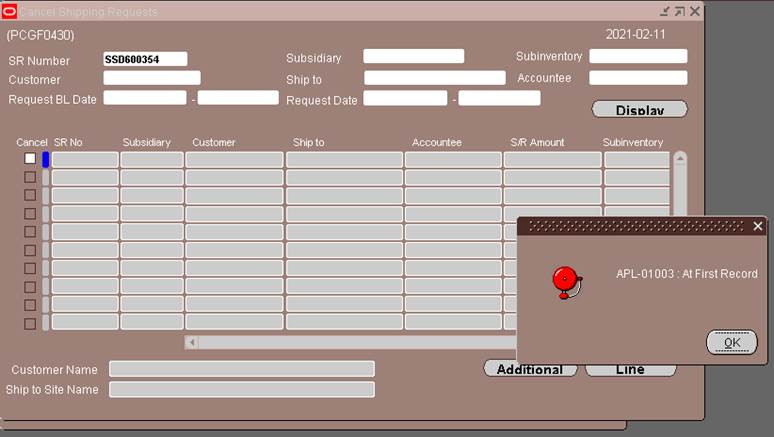 Cancel Shipping Requests
(PCGF0430) 2021-02-11
SR Number SSD600354 Subsidiary Subinventory
Customer Ship to Accountee
Request BL Date - Request Date -
Display
Cancel SR No Subsidiary Customer Ship to Accountee S/R Amount Subinventory
APL-01003 : At First Record
OK
Customer Name Additional Line
Ship to Site Name